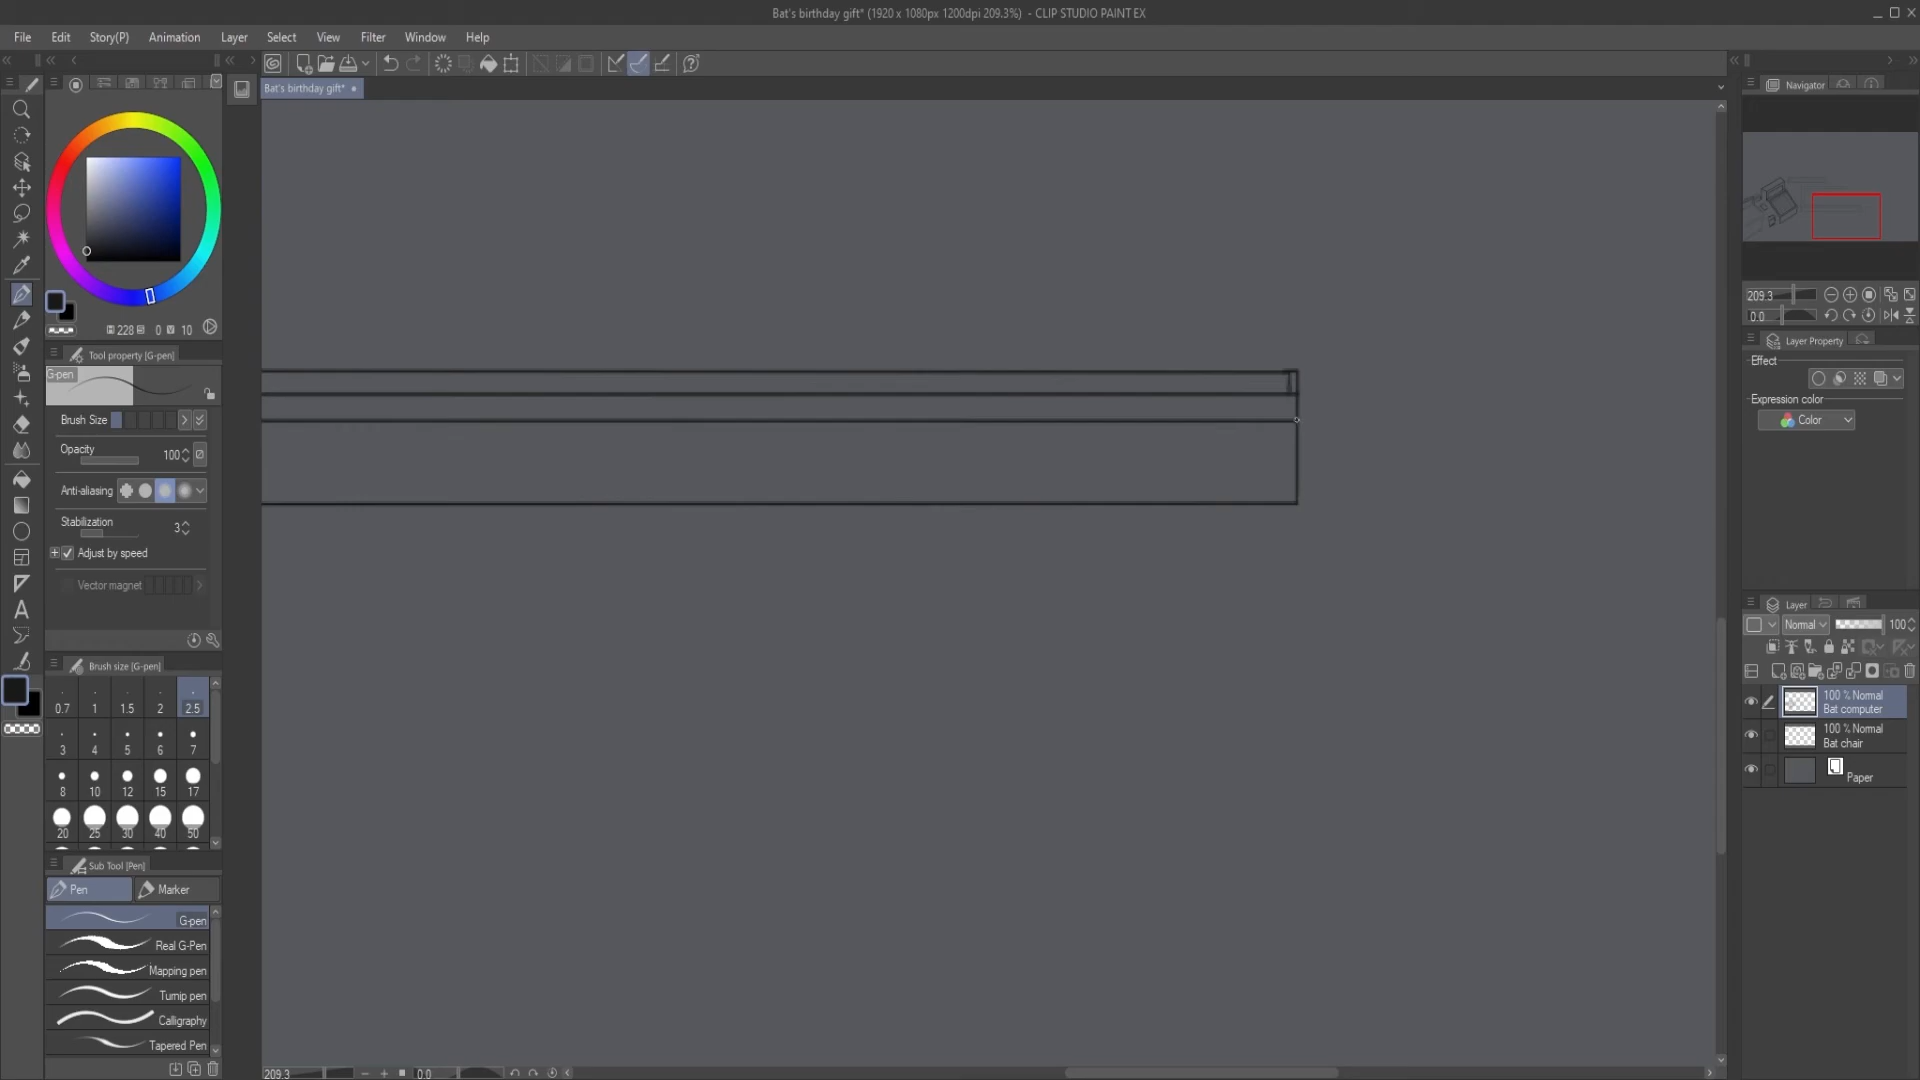 Bat's birthday gift* (1920 x 1080px 1200dpi 209.3%) - CLIP STUDIO PAINT EX
File Edit Story(P) Animation Layer Select View Filter Window Help
Bat's birthday gift*
Navigator
228 0 V 10
209.3
0.0
Tool property [G-pen]
G-pen
Brush Size
Opacity 100
Anti-aliasing
Stabilization 3
Adjust by speed
Vector magnet
Layer Property
Effect
Expression color
Color
Brush size [G-pen]
0.7 1 1.5 2 2.5
3 4 5 6 7
8 10 12 15 17
20 25 30 40 50
Sub Tool [Pen]
Pen Marker
G-pen
Real G-Pen
Mapping pen
Turnip pen
Calligraphy
Tapered Pen
Layer
Normal 100
100 % Normal
Bat computer
100 % Normal
Bat chair
Paper
209.3 0.0